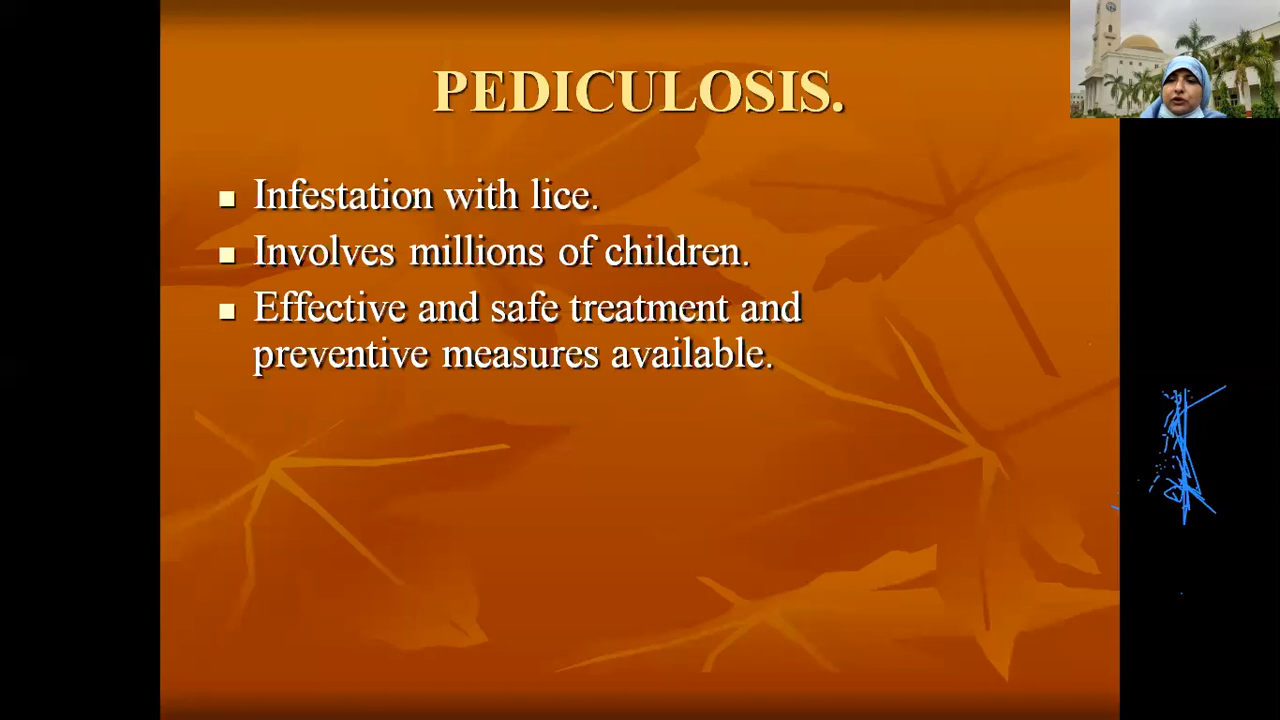 PEDICULOSIS.
Infestation with lice.
Involves millions of children.
Effective and safe treatment and
preventive measures available.